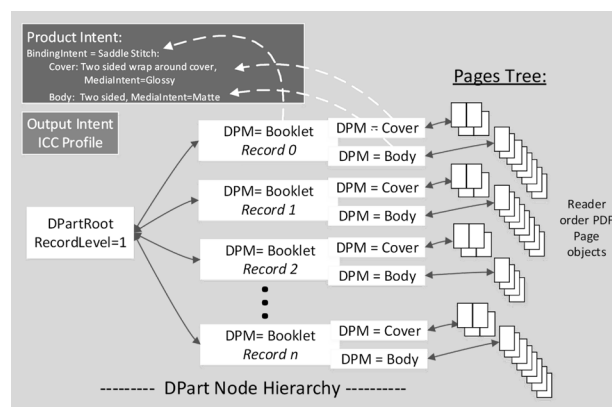 Product Intent:
BindingIntent = Saddle Stitch:
Cover: Two sided wrap around cover,
MediaIntent=Glossy
Body: Two sided, MediaIntent=Matte
Output Intent
ICC Profile
Pages Tree:
DPM= Booklet
Record 0
DPM = Cover
DPM = Body
DPM= Booklet
Record 1
DPM = Cover
DPM = Body
DPartRoot
RecordLevel=1
DPM= Booklet
Record 2
DPM = Cover
DPM = Body
DPM= Booklet
Record n
DPM = Cover
DPM = Body
Reader
order PDF
Page
objects
--------- DPart Node Hierarchy ----------